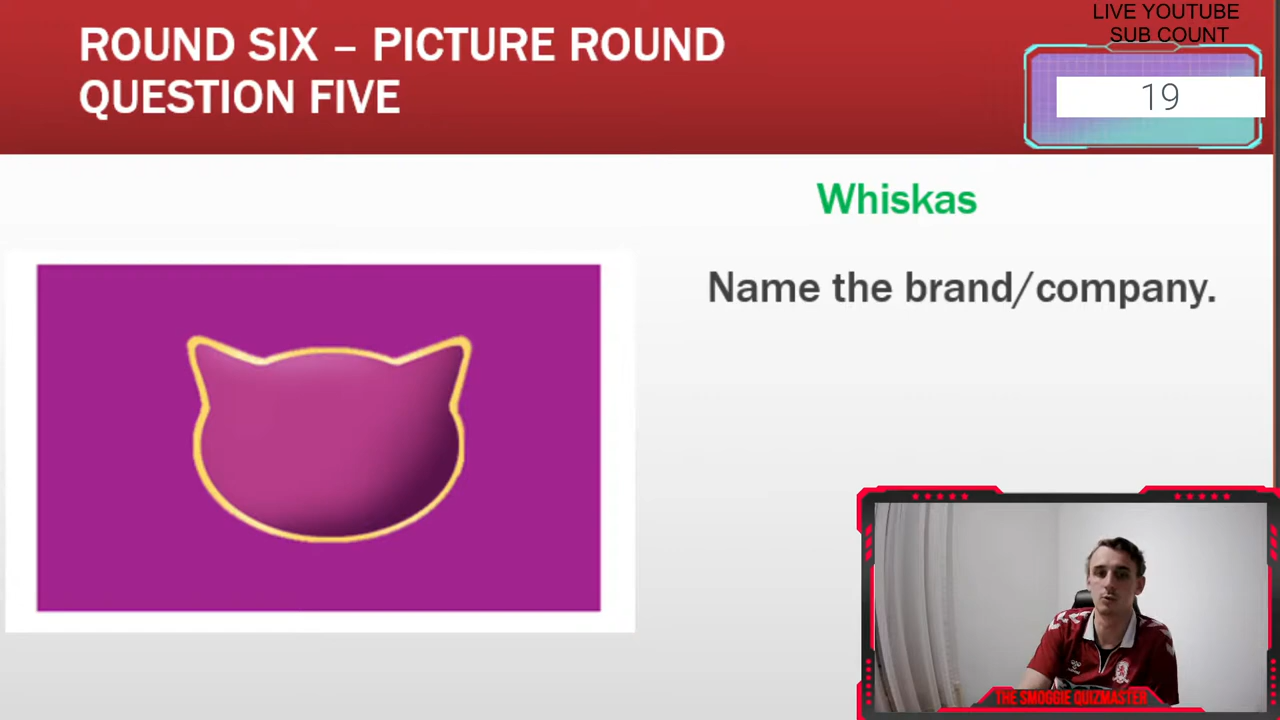 LIVE YOUTUBE
SUB COUNT
19
ROUND SIX – PICTURE ROUND
QUESTION FIVE
Whiskas
Name the brand/company.
THE SMOGGIE QUIZMASTER